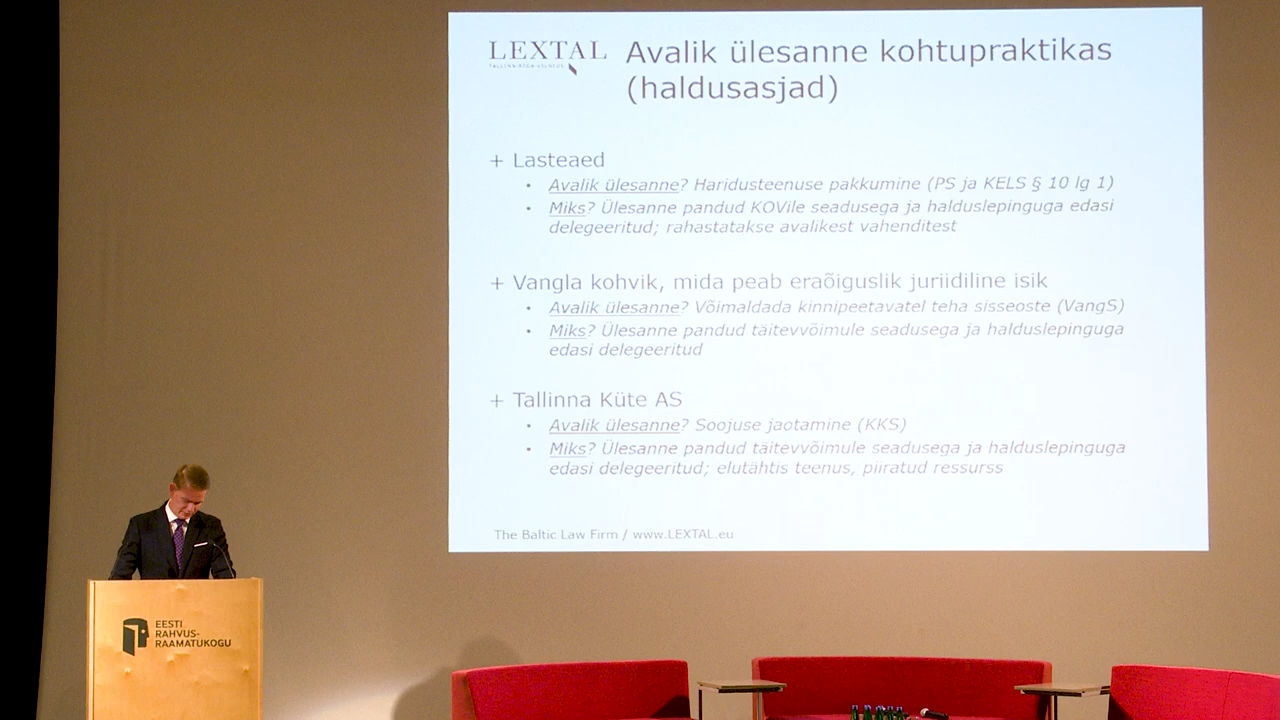 LEXTAL
Avalik ülesanne kohtupraktikas
(haldusasjad)
+ Lasteaed
• Avalik ülesanne? Haridusteenuse pakkumine (PS ja KELS § 10 lg 1)
• Miks? Ülesanne pandud KOVile seadusega ja halduslepinguga edasi
delegeeritud; rahastatakse avalikest vahenditest
+ Vangla kohvik, mida peab eraõiguslik juriidiline isik
• Avalik ülesanne? Võimaldada kinnipeetavatel teha sisseoste (VangS)
• Miks? Ülesanne pandud täitevvõimule seadusega ja halduslepinguga
edasi delegeeritud
+ Tallinna Küte AS
• Avalik ülesanne? Soojuse jaotamine (KKS)
• Miks? Ülesanne pandud täitevvõimule seadusega ja halduslepinguga
edasi delegeeritud; elutähtis teenus, piiratud ressurss
The Baltic Law Firm / www.LEXTAL.eu
EESTI
RAHVUS-
RAAMATUKOGU